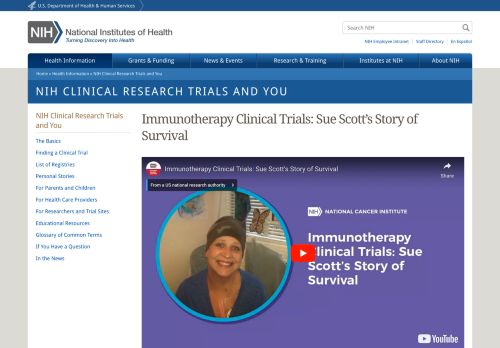 U.S. Department of Health & Human Services
Search NIH
NIH National Institutes of Health
Turning Discovery Into Health
NIH Employee Intranet Staff Directory En Español
Health Information Grants & Funding News & Events Research & Training Institutes at NIH About NIH
Home » Health Information » NIH Clinical Research Trials and You
NIH CLINICAL RESEARCH TRIALS AND YOU
NIH Clinical Research Trials
and You
The Basics
Finding a Clinical Trial
List of Registries
Personal Stories
For Parents and Children
For Health Care Providers
For Researchers and Trial Sites
Educational Resources
Glossary of Common Terms
If You Have a Question
In the News
Immunotherapy Clinical Trials: Sue Scott's Story of
Survival
Immunotherapy Clinical Trials: Sue Scott's Story of Survival
Share
From a US national research authority
NIH NATIONAL CANCER INSTITUTE
Immunotherapy
Clinical Trials: Sue
Scott's Story of
Survival
YouTube